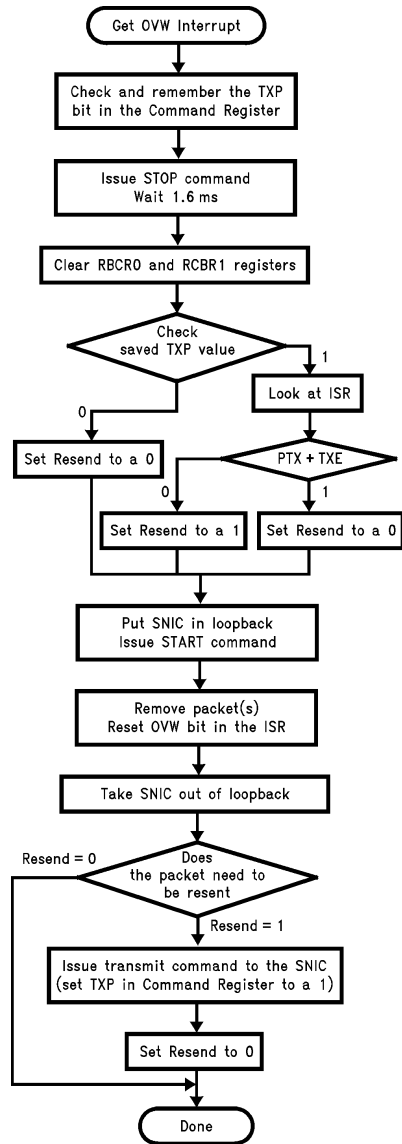 Get OVW Interrupt
Check and remember the TXP
bit in the Command Register
Issue STOP command
Wait 1.6 ms
Clear RBCR0 and RCBR1 registers
Check
saved TXP value
1
Look at ISR
0
Set Resend to a 0
PTX + TXE
0
1
Set Resend to a 1
Set Resend to a 0
Put SNIC in loopback
Issue START command
Remove packet(s)
Reset OVW bit in the ISR
Take SNIC out of loopback
Resend = 0
Does
the packet need to
be resent
Resend = 1
Issue transmit command to the SNIC
(set TXP in Command Register to a 1)
Set Resend to 0
Done